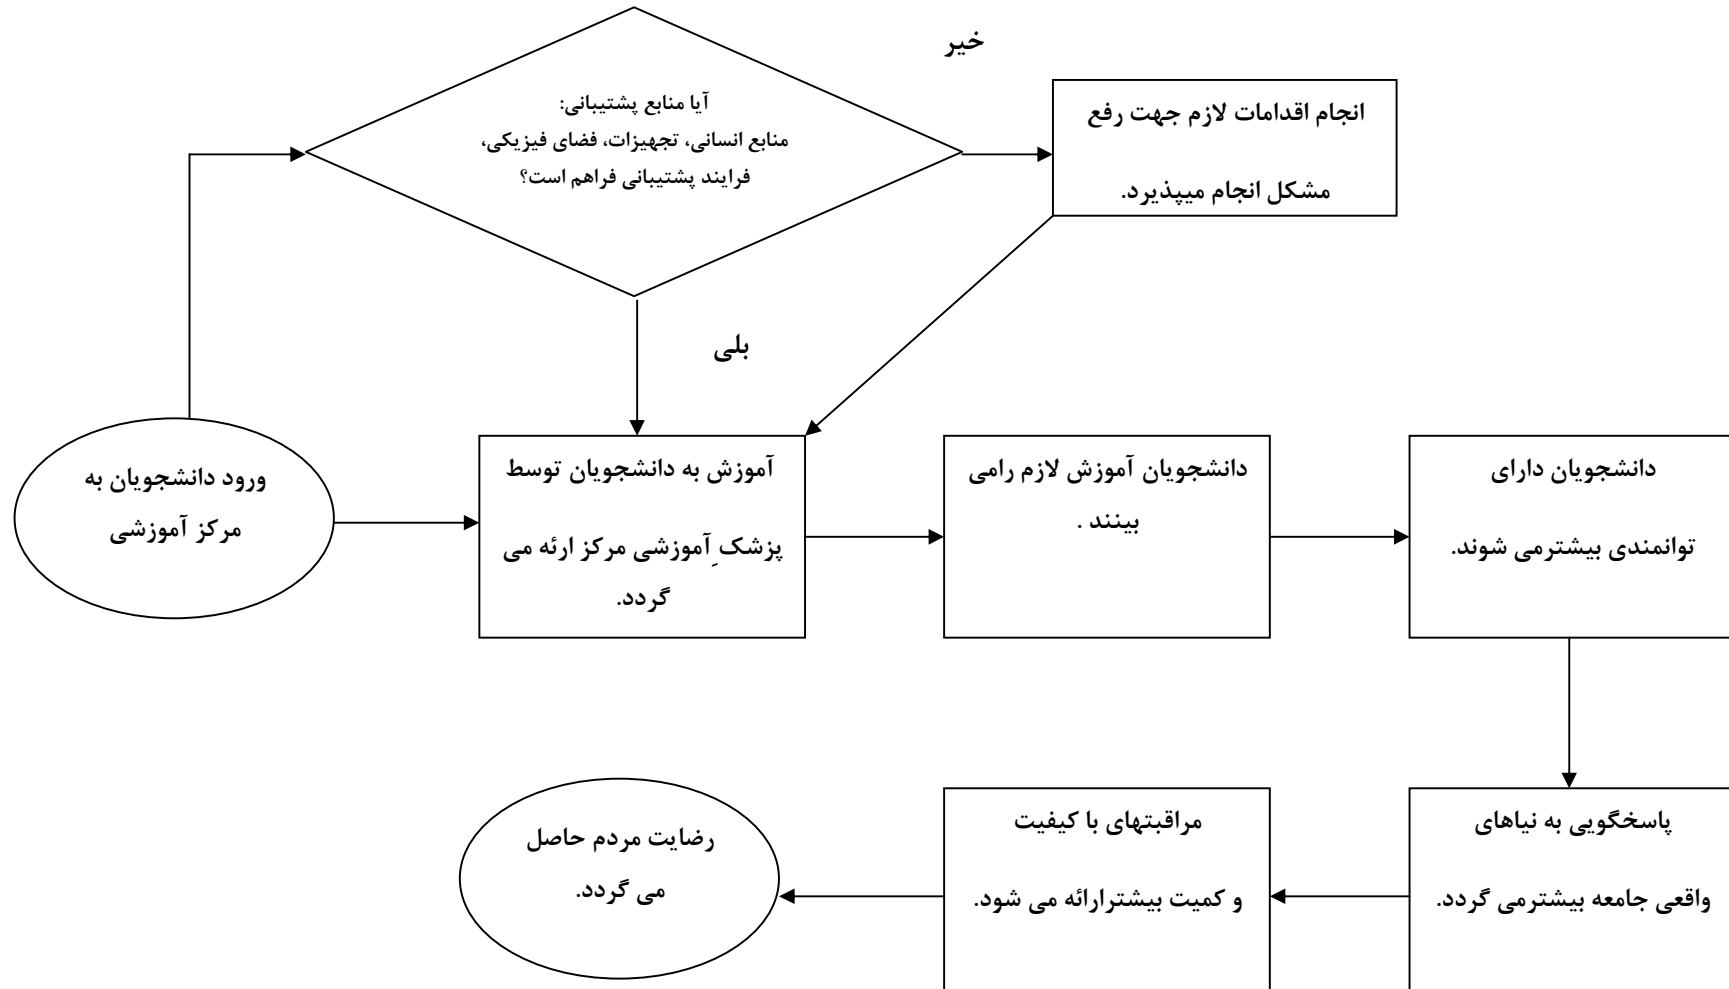 خیر
آیا منابع پشتیبانی:
منابع انسانی، تجهیزات، فضای فیزیکی،
فرایند پشتیبانی فراهم است؟
انجام اقدامات لازم جهت رفع
مشکل انجام میپذیرد.
بلی
ورود دانشجویان به
مرکز آموزشی
آموزش به دانشجویان توسط
پزشک ِآموزشی مرکز ارئه می
گردد.
دانشجویان آموزش لازم رامی
بینند .
دانشجویان دارای
توانمندی بیشترمی شوند.
پاسخگویی به نیاهای
واقعی جامعه بیشترمی گردد.
مراقبتهای با کیفیت
و کمیت بیشترارائه می شود.
رضایت مردم حاصل
می گردد.